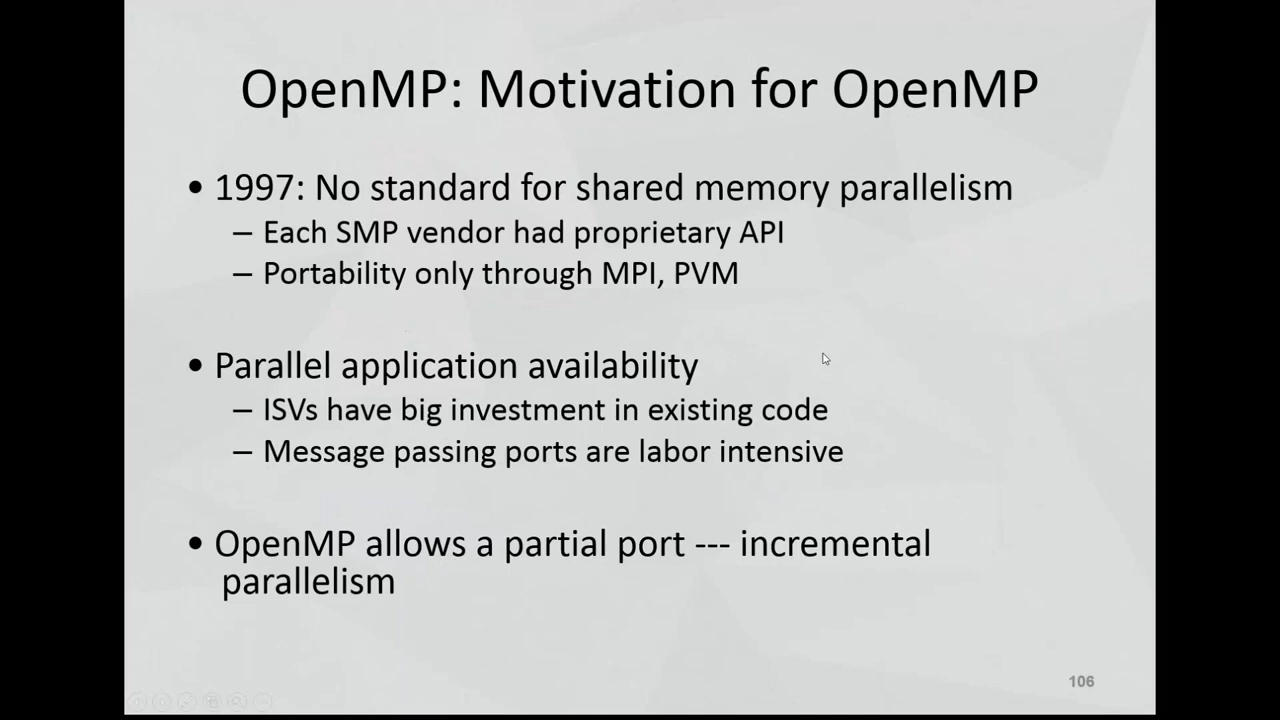 OpenMP: Motivation for OpenMP
• 1997: No standard for shared memory parallelism
– Each SMP vendor had proprietary API
– Portability only through MPI, PVM
• Parallel application availability
– ISVs have big investment in existing code
– Message passing ports are labor intensive
• OpenMP allows a partial port --- incremental
parallelism
106